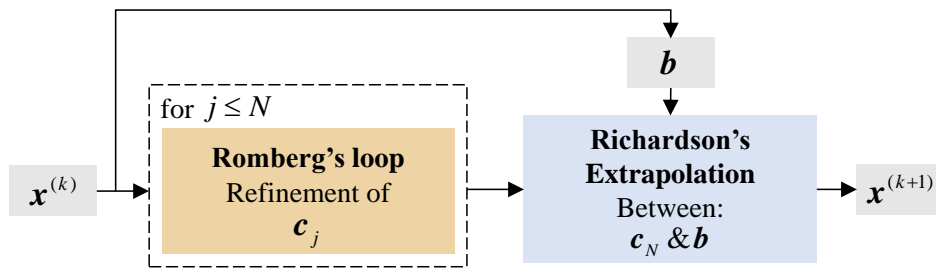 b
for j ≤ N
Romberg's loop
Refinement of
c_j
Richardson's
Extrapolation
Between:
c_N & b
x^(k)
x^(k+1)